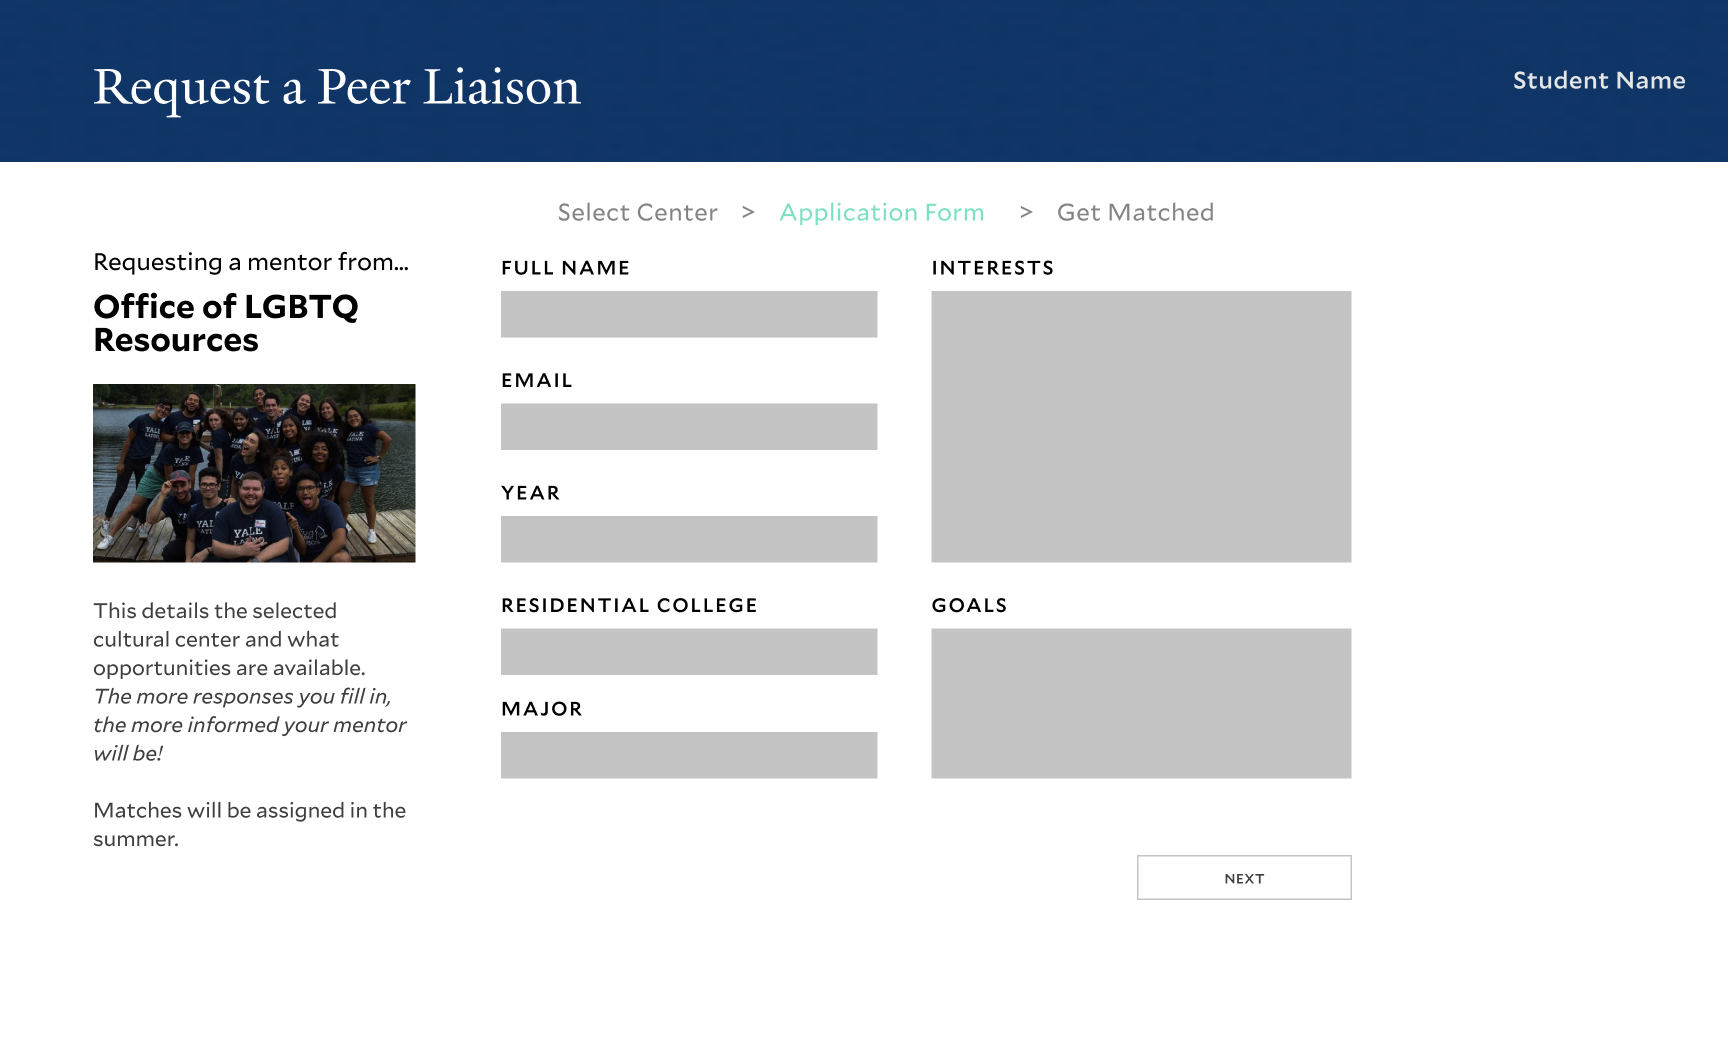 Request a Peer Liaison
Student Name
Select Center > Application Form > Get Matched
Requesting a mentor from...
Office of LGBTQ
Resources
YALE
YALE
LATINO
This details the selected
cultural center and what
opportunities are available.
The more responses you fill in,
the more informed your mentor
will be!
Matches will be assigned in the
summer.
FULL NAME
EMAIL
YEAR
RESIDENTIAL COLLEGE
MAJOR
INTERESTS
GOALS
NEXT